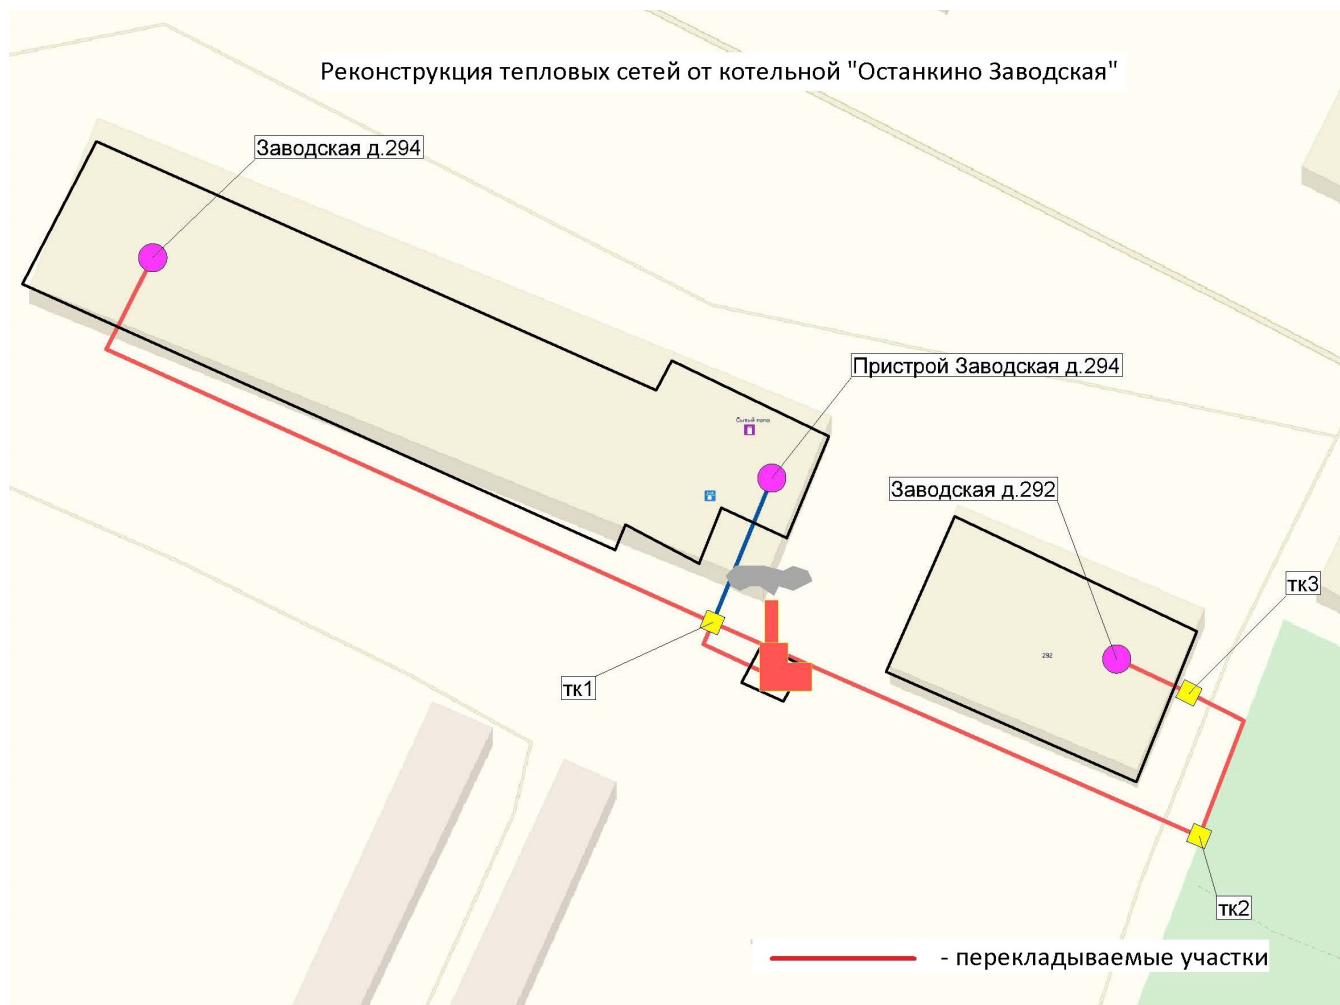 Реконструкция тепловых сетей от котельной "Останкино Заводская"
Заводская д.294
Пристрой Заводская д.294
Заводская д.292
тк3
292
тк1
тк2
- перекладываемые участки